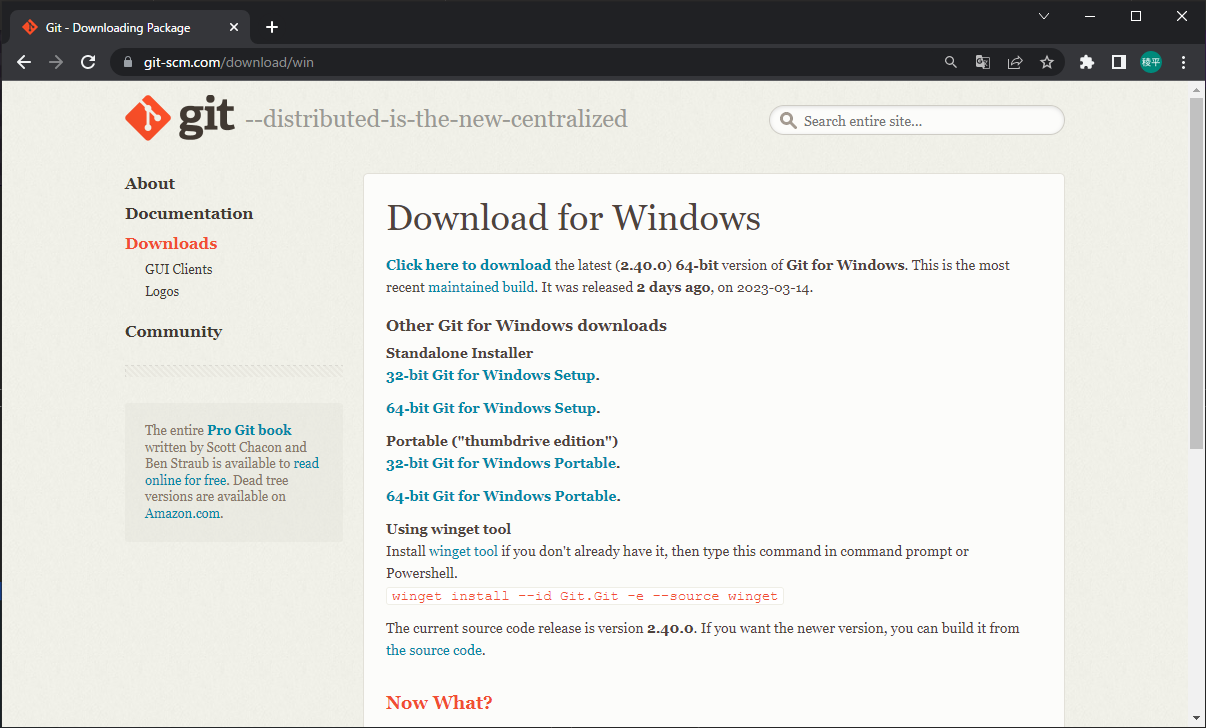 Git - Downloading Package
git-scm.com/download/win
稜平
git --distributed-is-the-new-centralized
Search entire site...
About
Documentation
Downloads
GUI Clients
Logos
Community
The entire Pro Git book
written by Scott Chacon and
Ben Straub is available to read
online for free. Dead tree
versions are available on
Amazon.com.
Download for Windows
Click here to download the latest (2.40.0) 64-bit version of Git for Windows. This is the most
recent maintained build. It was released 2 days ago, on 2023-03-14.
Other Git for Windows downloads
Standalone Installer
32-bit Git for Windows Setup.
64-bit Git for Windows Setup.
Portable ("thumbdrive edition")
32-bit Git for Windows Portable.
64-bit Git for Windows Portable.
Using winget tool
Install winget tool if you don't already have it, then type this command in command prompt or
Powershell.
winget install --id Git.Git -e --source winget
The current source code release is version 2.40.0. If you want the newer version, you can build it from
the source code.
Now What?